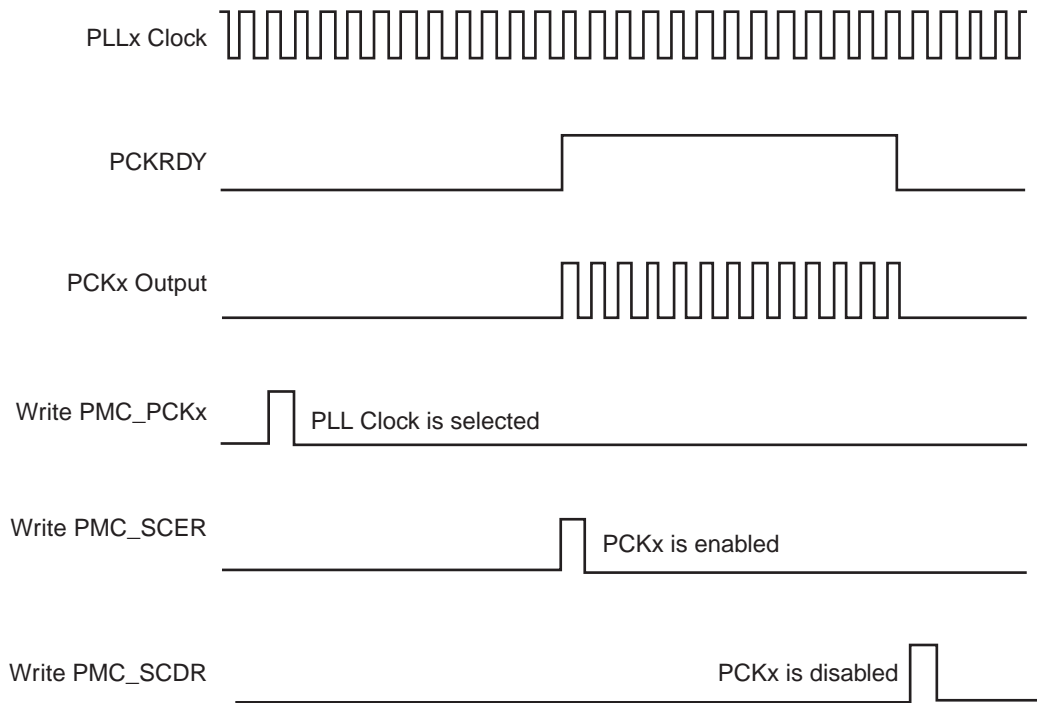 PLLx Clock
PCKRDY
PCKx Output
Write PMC_PCKx
PLL Clock is selected
Write PMC_SCER
PCKx is enabled
Write PMC_SCDR
PCKx is disabled